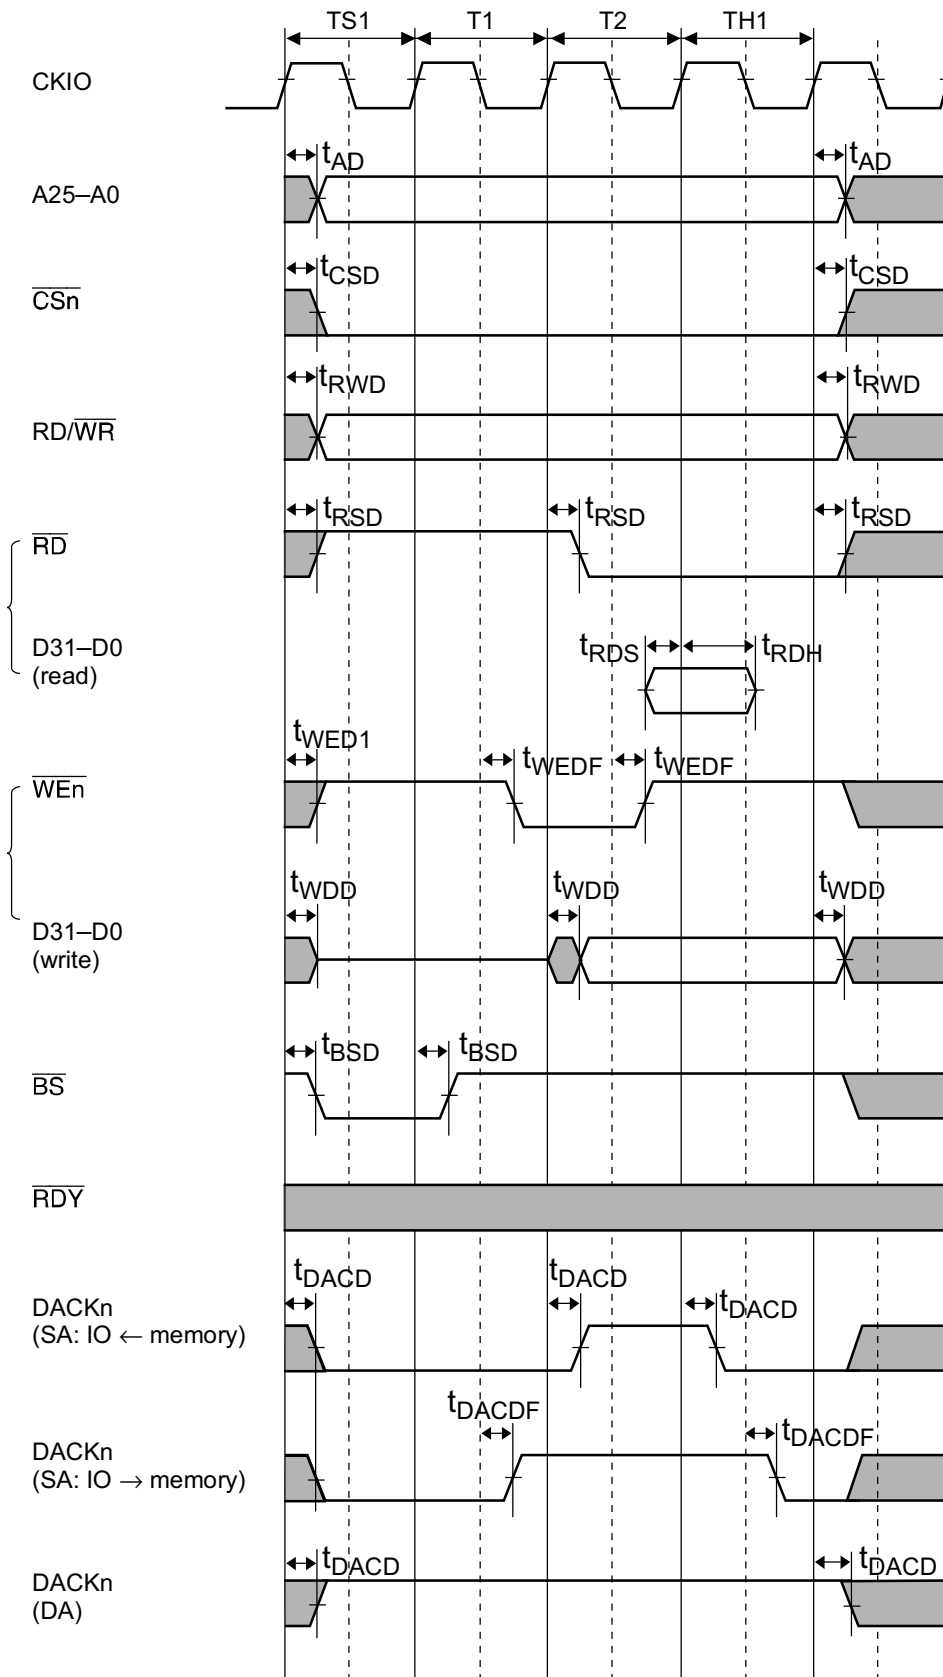 TS1 T1 T2 TH1
CKIO
tAD tAD
A25–A0
tCSD tCSD
CSn
tRWD tRWD
RD/WR
tRSD tRSD tRSD
RD
D31–D0
(read)
tRDS tRDH
tWED1
tWEDF tWEDF
WEn
tWDD tWDD tWDD
D31–D0
(write)
tBSD tBSD
BS
RDY
tDACD tDACD tDACD
DACKn
(SA: IO ← memory)
tDACDF tDACDF
DACKn
(SA: IO → memory)
tDACD tDACD
DACKn
(DA)